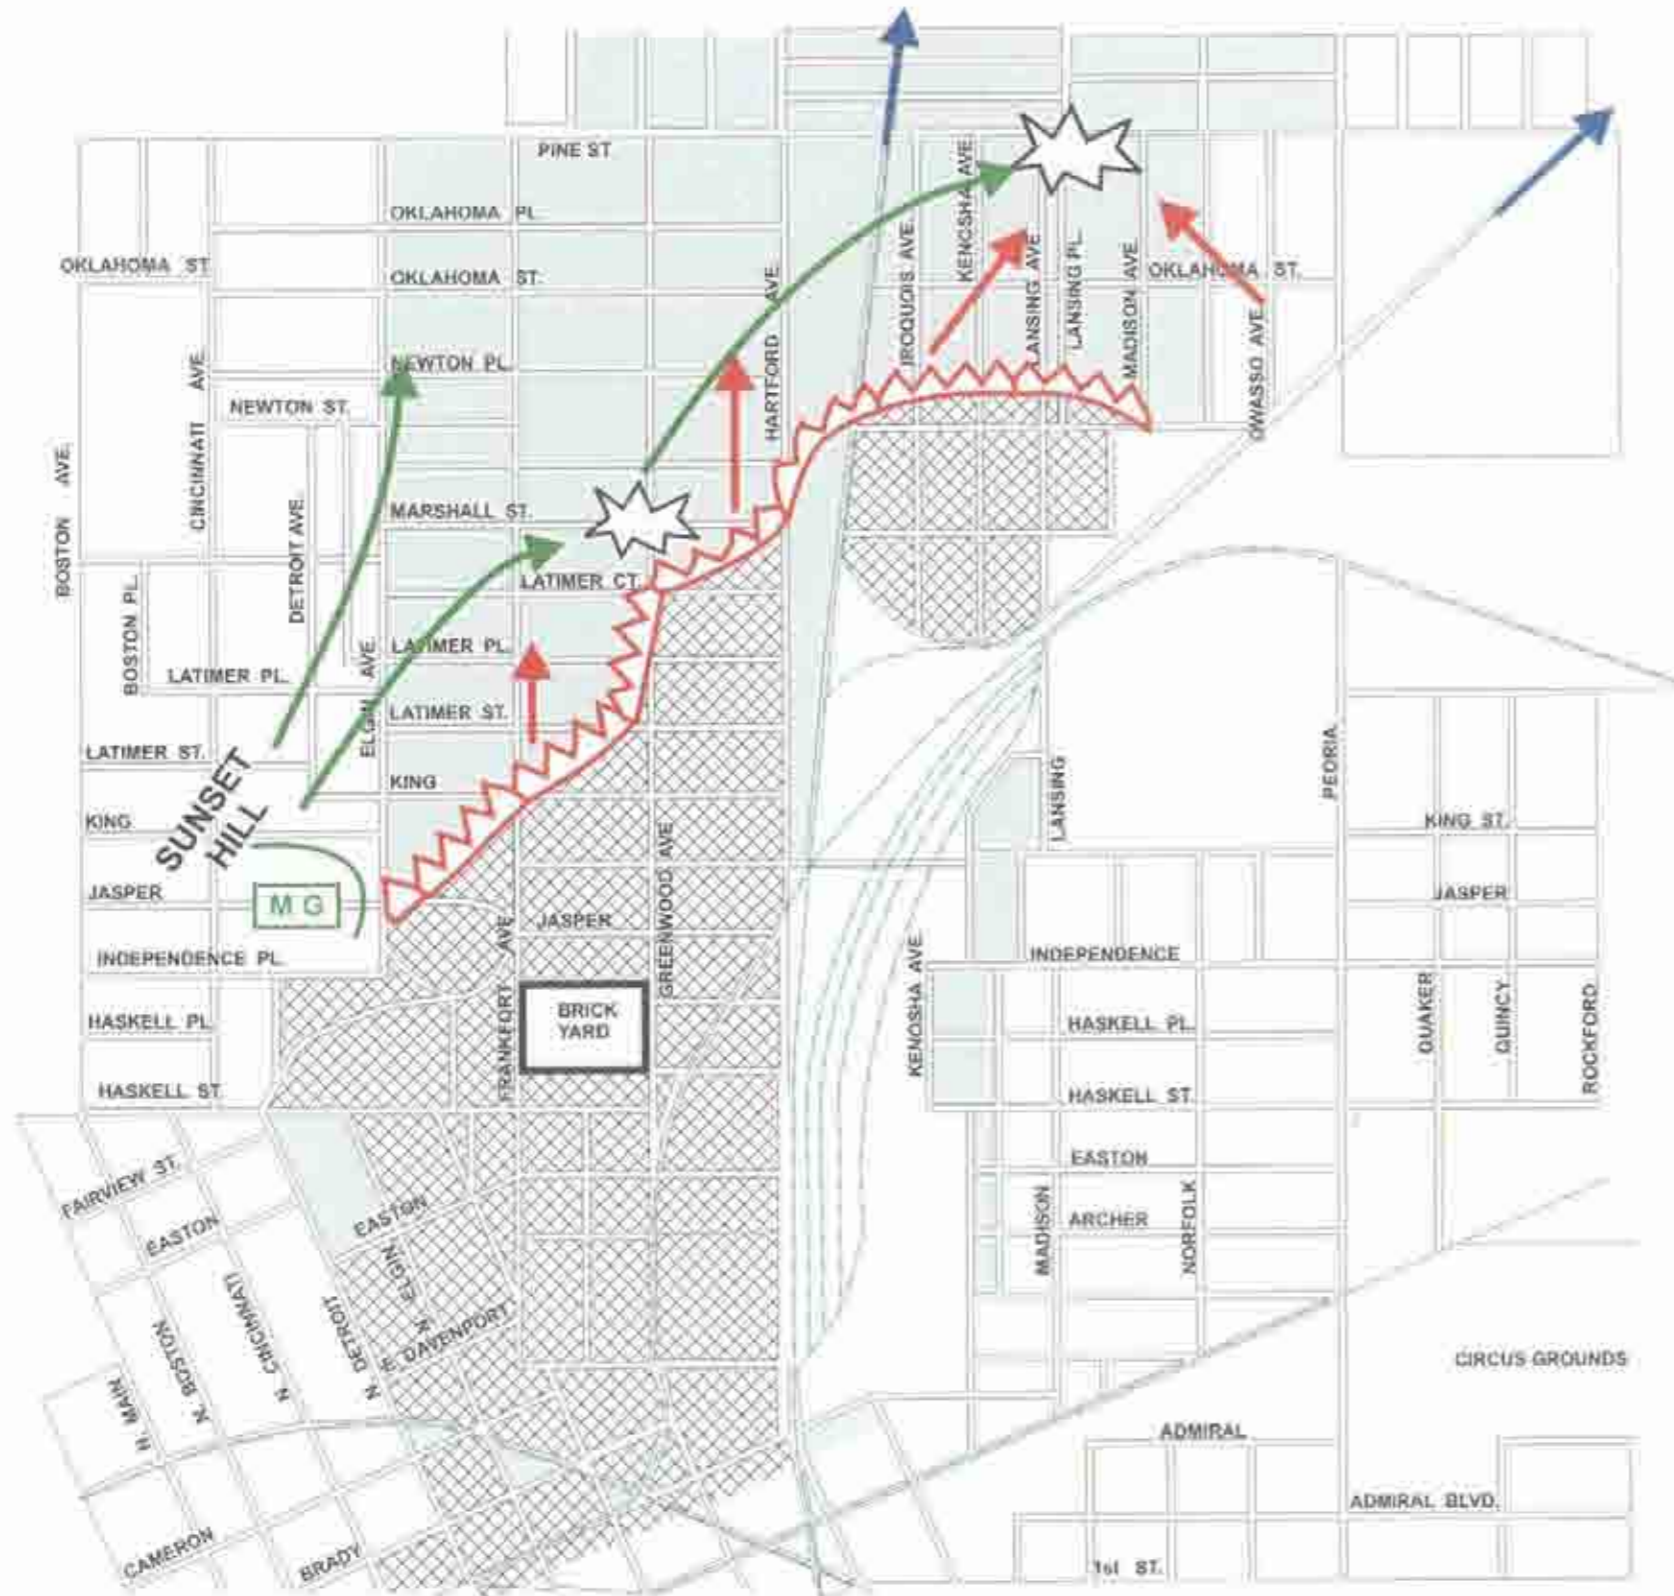 PINE ST
OKLAHOMA PL.
OKLAHOMA ST.
OKLAHOMA ST.
OKLAHOMA ST.
KENOSHA AVE.
IROQUOIS AVE.
LANSING AVE
LANSING PL.
MADISON AVE.
OWASSO AVE.
HARTFORD AVE.
CINCINNATI AVE.
NEWTON PL.
NEWTON ST.
BOSTON AVE.
DETROIT AVE.
MARSHALL ST.
LATIMER CT.
BOSTON PL.
LATIMER PL.
LATIMER PL.
ELGIN AVE.
LATIMER ST.
LATIMER ST.
SUNSET
HILL
KING
KING
LANSING
PEORIA
KING ST.
JASPER
MG
JASPER
JASPER
FRANKFORT AVE
GREENWOOD AVE
INDEPENDENCE PL.
KENOSHA AVE
INDEPENDENCE
BRICK
YARD
HASKELL PL.
HASKELL PL.
QUAKER
QUINCY
ROCKFORD
HASKELL ST.
HASKELL ST.
FAIRVIEW ST.
EASTON
EASTON
EASTON
MADISON
ARCHER
NORFOLK
N. ELGIN
E. DAVENPORT
N. MAIN
N. BOSTON
N. CINCINNATI
N. DETROIT
CIRCUS GROUNDS
ADMIRAL
ADMIRAL BLVD.
CAMERON
BRADY
1st ST.